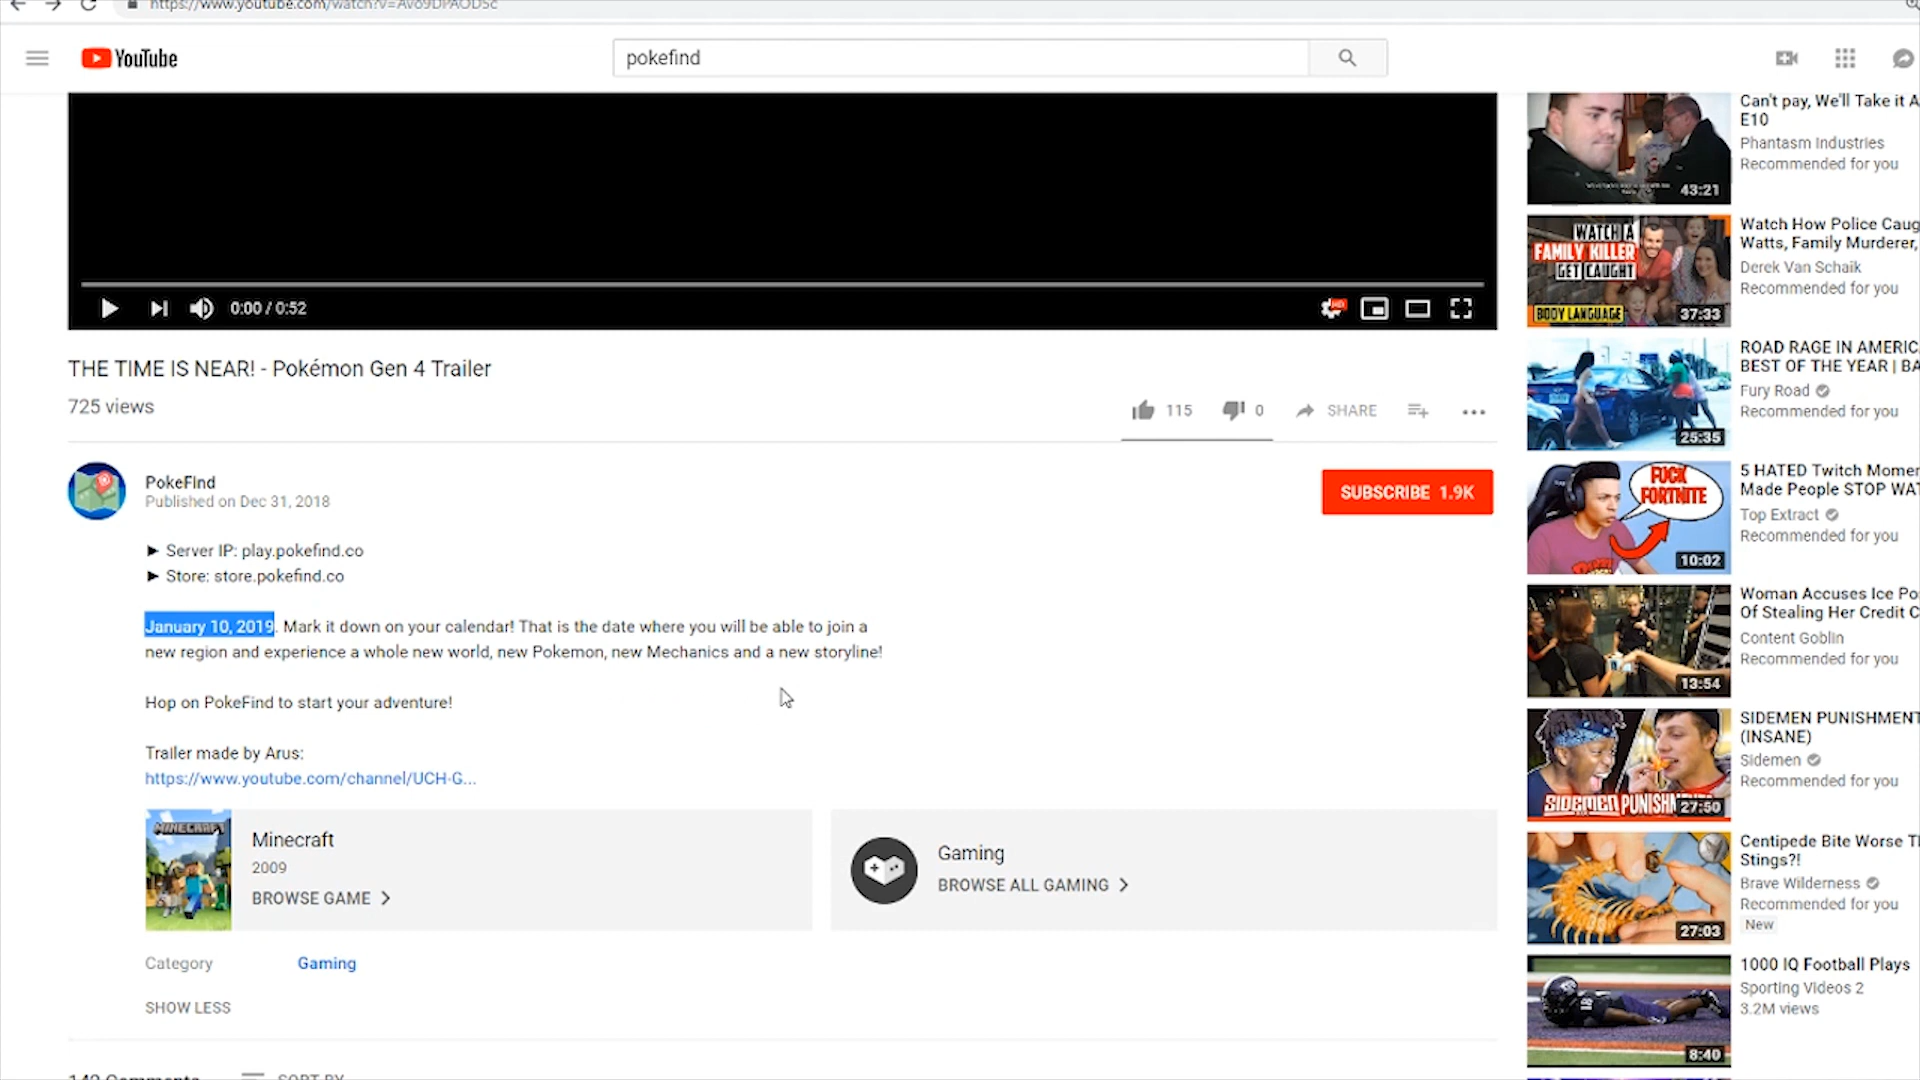 https://www.youtube.com/watch?v=Av69DPAOD5c
YouTube
pokefind
0:00 / 0:52
HD
THE TIME IS NEAR! - Pokémon Gen 4 Trailer
725 views
115
0
SHARE
PokeFind
Published on Dec 31, 2018
SUBSCRIBE 1.9K
► Server IP: play.pokefind.co
► Store: store.pokefind.co
January 10, 2019. Mark it down on your calendar! That is the date where you will be able to join a
new region and experience a whole new world, new Pokemon, new Mechanics and a new storyline!
Hop on PokeFind to start your adventure!
Trailer made by Arus:
https://www.youtube.com/channel/UCH-G...
MINECRAFT
Minecraft
2009
BROWSE GAME
Gaming
BROWSE ALL GAMING
Category
Gaming
SHOW LESS
142 Comments
SORT BY
Can't pay, We'll Take it A
E10
Phantasm Industries
Recommended for you
43:21
WATCH A
FAMILY KILLER
GET CAUGHT
BODY LANGUAGE
37:33
Watch How Police Caug
Watts, Family Murderer,
Derek Van Schaik
Recommended for you
ROAD RAGE IN AMERIC
BEST OF THE YEAR | BA
Fury Road
Recommended for you
25:35
FUCK
FORTNITE
10:02
5 HATED Twitch Momen
Made People STOP WAT
Top Extract
Recommended for you
Woman Accuses Ice Po
Of Stealing Her Credit C
Content Goblin
Recommended for you
13:54
SIDEMEN PUNISHM
27:50
SIDEMEN PUNISHMENT
(INSANE)
Sidemen
Recommended for you
Centipede Bite Worse T
Stings?!
Brave Wilderness
Recommended for you
New
27:03
1000 IQ Football Plays
Sporting Videos 2
3.2M views
8:40